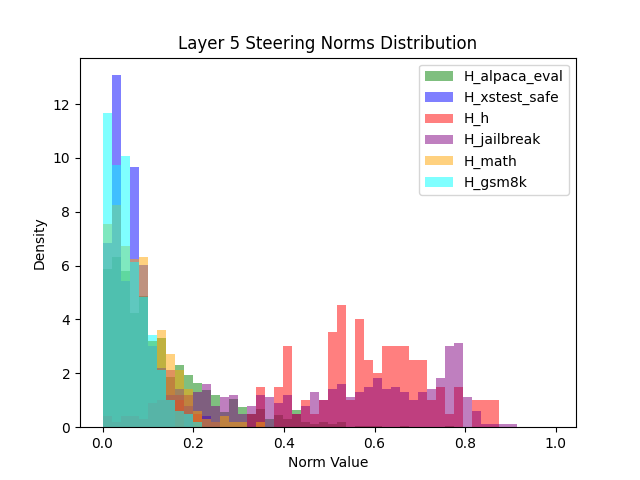 Layer 5 Steering Norms Distribution
H_alpaca_eval
H_xstest_safe
H_h
H_jailbreak
H_math
H_gsm8k
Density
12
10
8
6
4
2
0
0.0 0.2 0.4 0.6 0.8 1.0
Norm Value